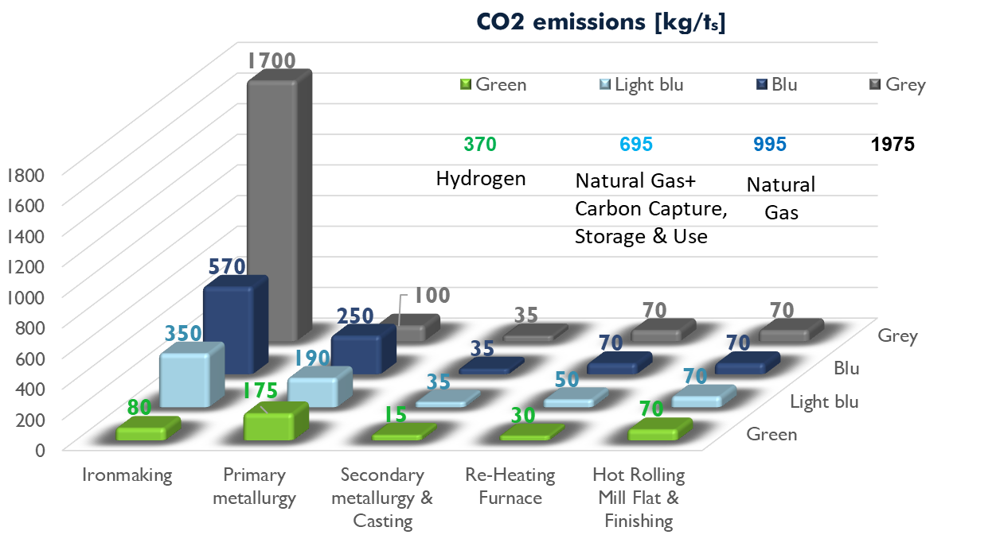 CO2 emissions [kg/ts]
Green
Light blu
Blu
Grey
370
695
995
1975
Hydrogen
Natural Gas+
Carbon Capture,
Storage & Use
Natural
Gas
1800
1600
1400
1200
1000
800
600
400
200
0
1700
100
35
70
70
570
250
35
70
70
350
190
35
50
70
80
175
15
30
70
Grey
Blu
Light blu
Green
Ironmaking
Primary
metallurgy
Secondary
metallurgy &
Casting
Re-Heating
Furnace
Hot Rolling
Mill Flat &
Finishing